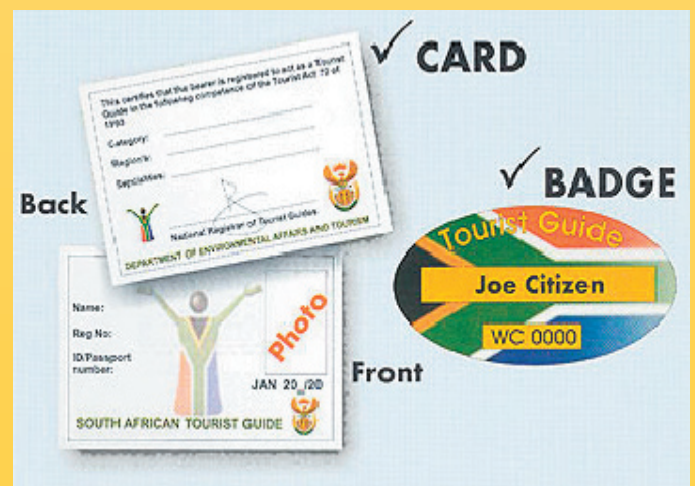 ✓ CARD
This certifies that the bearer is registered to act as a Tourist
Guide in the following competence of the Tourist Act 72 of
1993
Category:
Region/s:
Specialities:
National Registrar of Tourist Guides
DEPARTMENT OF ENVIRONMENTAL AFFAIRS AND TOURISM
Back
✓ BADGE
Tourist Guide
Joe Citizen
WC 0000
Name:
Reg No:
ID/Passport
number:
Photo
JAN 20_/20
SOUTH AFRICAN TOURIST GUIDE
Front